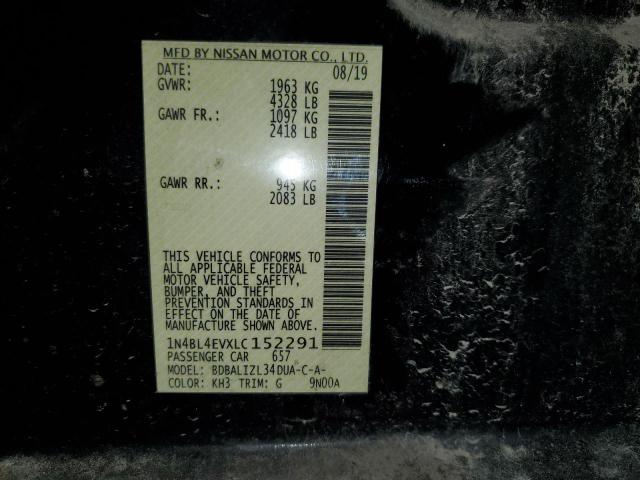 MFD BY NISSAN MOTOR CO., LTD.
DATE: 08/19
GVWR: 1963 KG
4328 LB
GAWR FR.: 1097 KG
2418 LB
GAWR RR.: 945 KG
2083 LB
THIS VEHICLE CONFORMS TO
ALL APPLICABLE FEDERAL
MOTOR VEHICLE SAFETY,
BUMPER, AND THEFT
PREVENTION STANDARDS IN
EFFECT ON THE DATE OF
MANUFACTURE SHOWN ABOVE.
1N4BL4EVXLC152291
PASSENGER CAR 657
MODEL: BDBALIZL34DUA-C-A-
COLOR: KH3 TRIM: G 9N00A